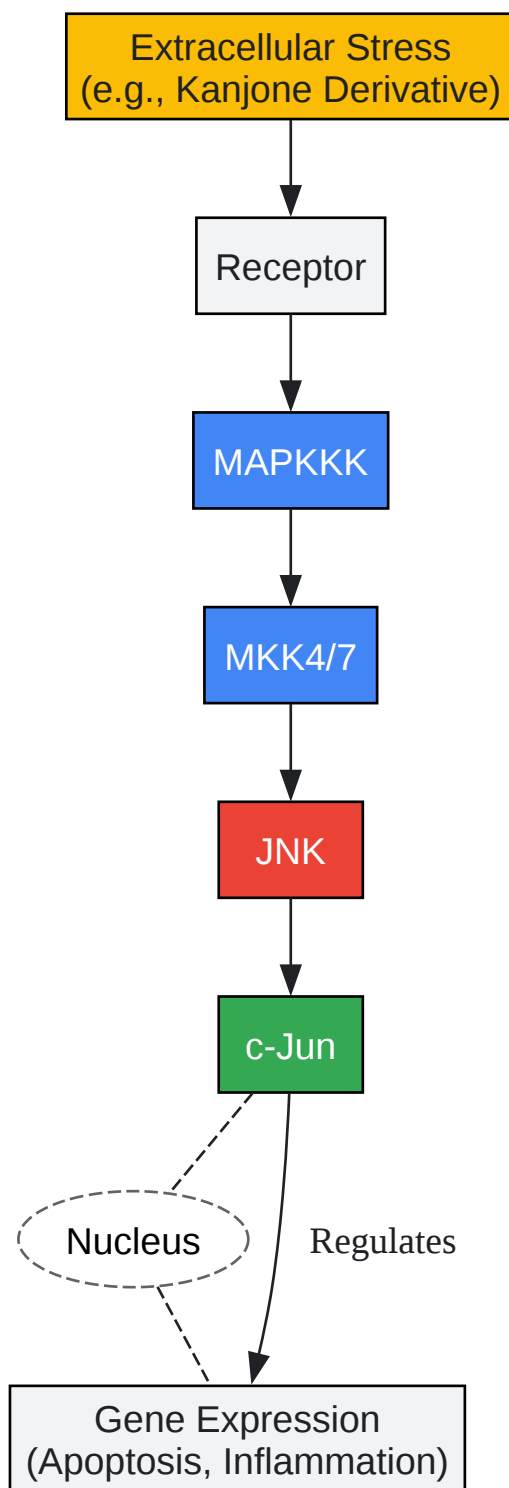 Extracellular Stress
(e.g., Kanjone Derivative)
Receptor
MAPKKK
MKK4/7
JNK
c-Jun
Nucleus
Regulates
Gene Expression
(Apoptosis, Inflammation)